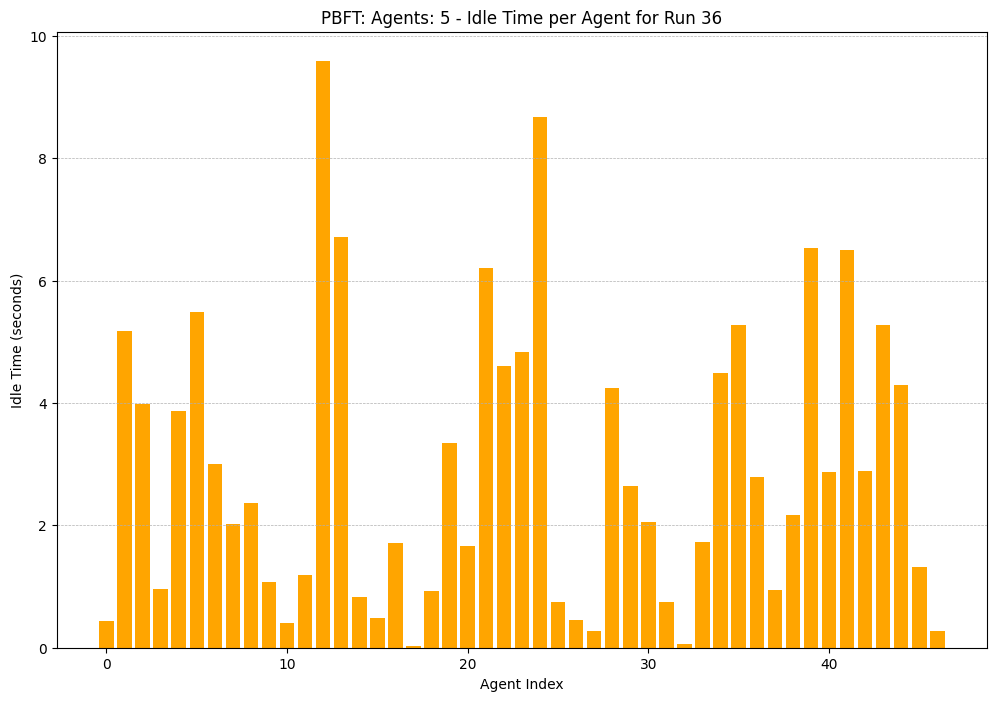 PBFT: Agents: 5 - Idle Time per Agent for Run 36
10
8
6
4
2
0
Idle Time (seconds)
0 10 20 30 40
Agent Index